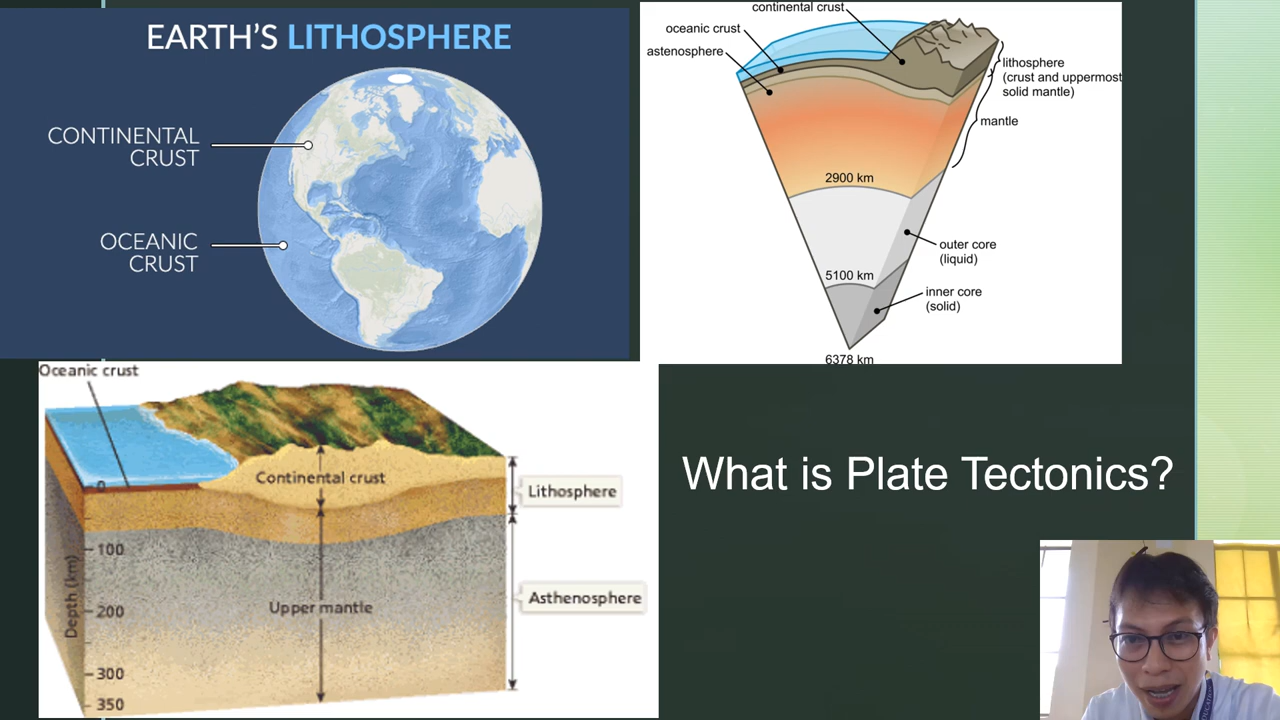 EARTH'S LITHOSPHERE
CONTINENTAL
CRUST
OCEANIC
CRUST
continental crust
oceanic crust
astenosphere
lithosphere
(crust and uppermost
solid mantle)
mantle
2900 km
outer core
(liquid)
5100 km
inner core
(solid)
6378 km
Oceanic crust
Continental crust
Lithosphere
Upper mantle
Asthenosphere
Depth (km)
0
100
200
300
350
What is Plate Tectonics?